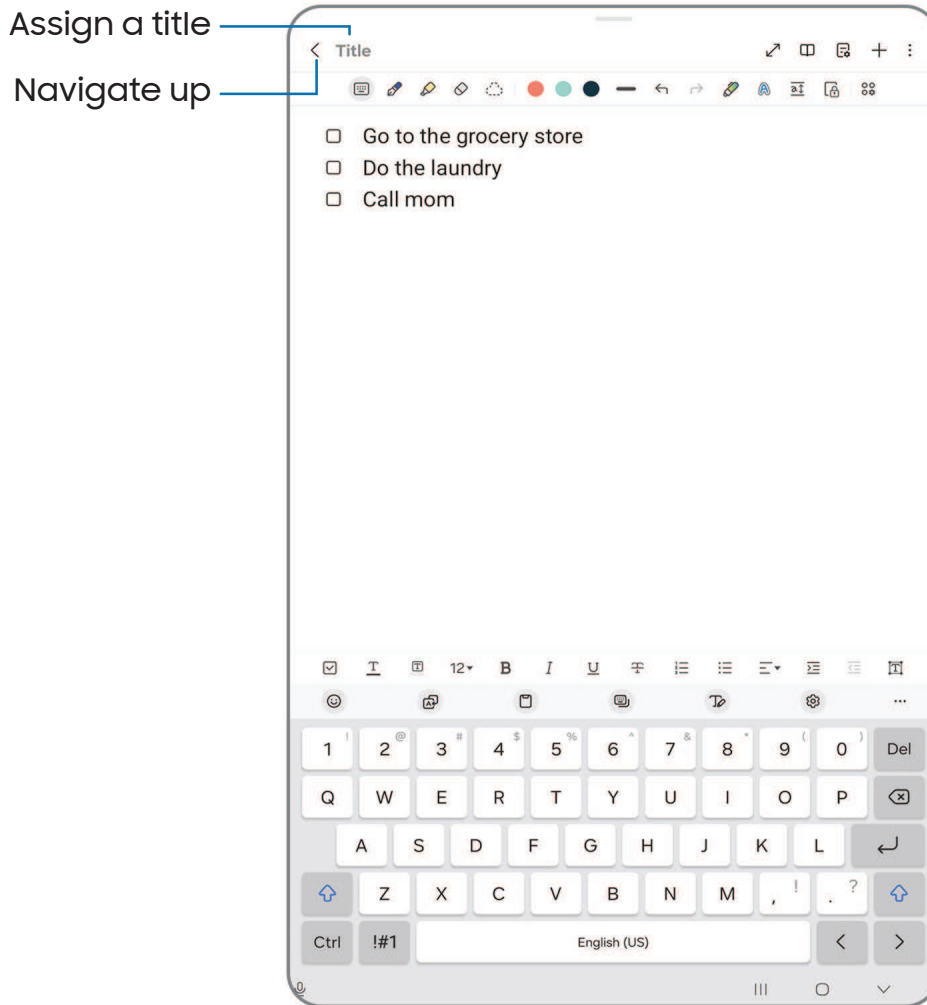 Assign a title
Title
Navigate up
Go to the grocery store
Do the laundry
Call mom
12
B I U T
1 ! 2 @ 3 # 4 $ 5 % 6 ^ 7 & 8 * 9 ( 0 ) Del
Q W E R T Y U I O P
A S D F G H J K L
Z X C V B N M , ! . ?
Ctrl !#1 English (US) < >